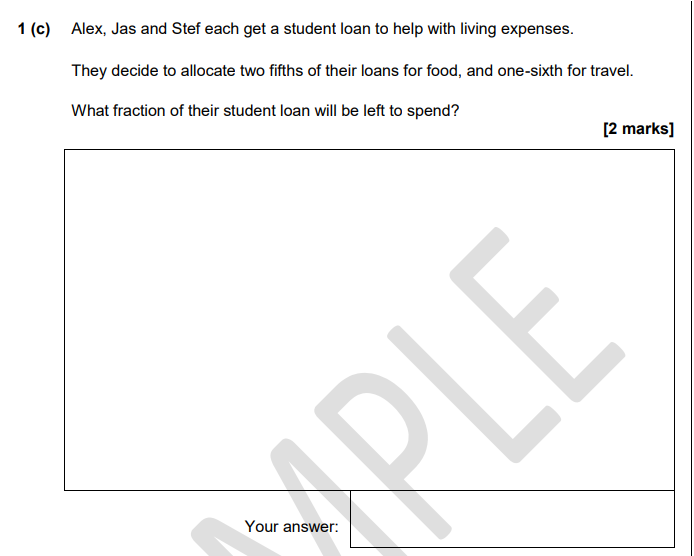 1 (c) Alex, Jas and Stef each get a student loan to help with living expenses.
They decide to allocate two fifths of their loans for food, and one-sixth for travel.
What fraction of their student loan will be left to spend?
[2 marks]
MPLE
Your answer: